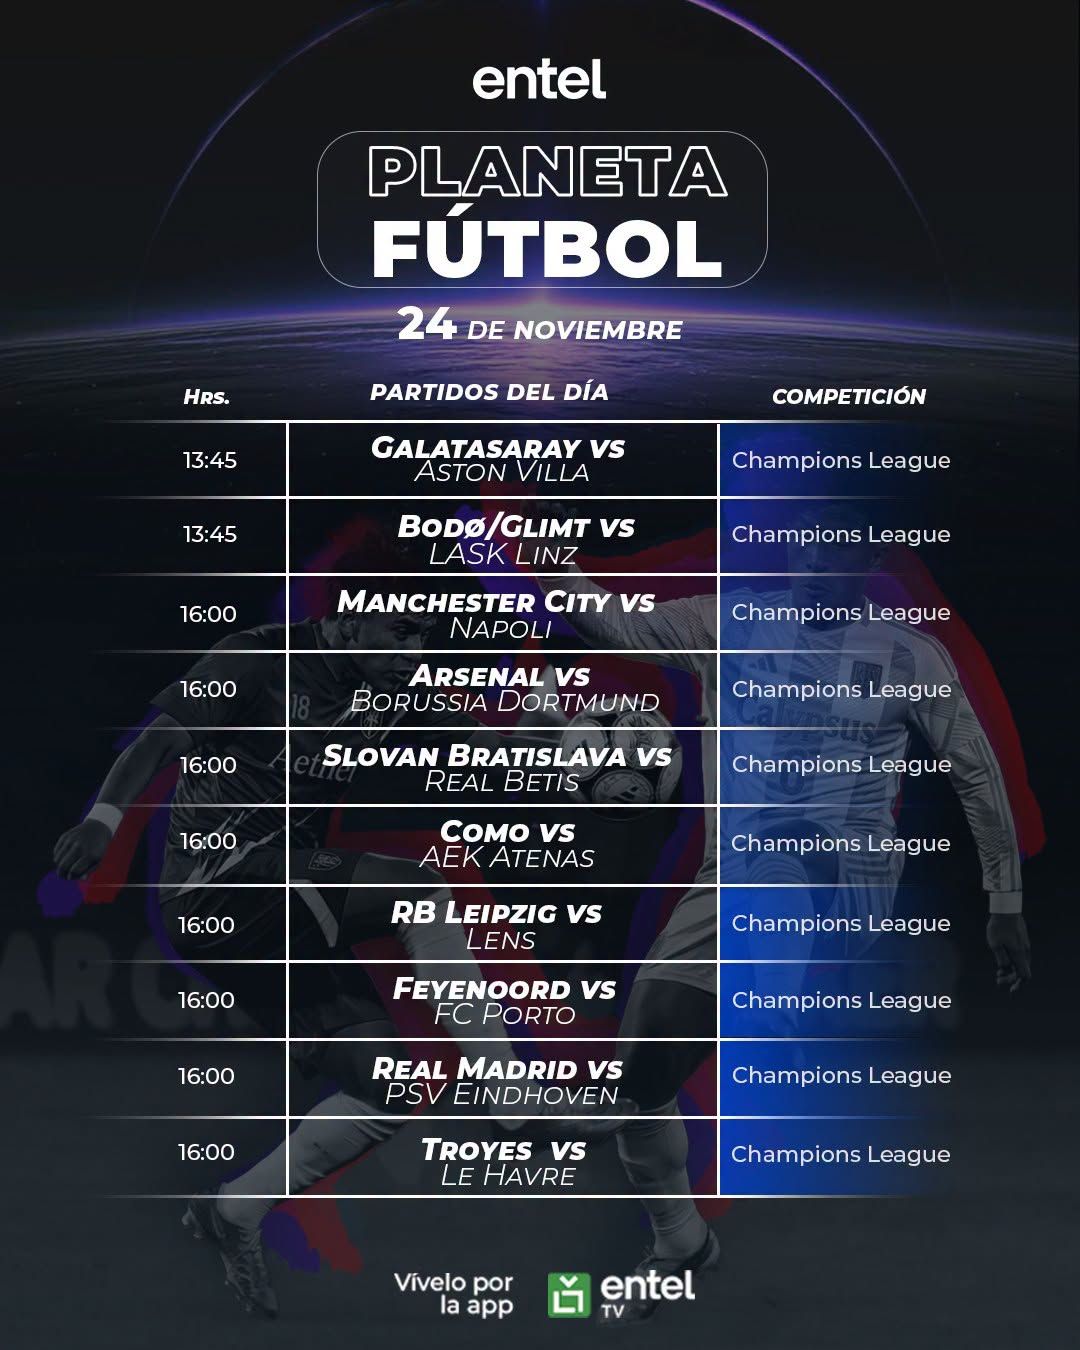 entel
PLANETA
FÚTBOL
24 DE NOVIEMBRE
HRS.
PARTIDOS DEL DÍA
COMPETICIÓN
13:45
GALATASARAY VS
ASTON VILLA
Champions League
13:45
BODØ/GLIMT VS
LASK LINZ
Champions League
16:00
MANCHESTER CITY VS
NAPOLI
Champions League
16:00
ARSENAL VS
BORUSSIA DORTMUND
Champions League
16:00
SLOVAN BRATISLAVA VS
REAL BETIS
Champions League
16:00
COMO VS
AEK ATENAS
Champions League
16:00
RB LEIPZIG VS
LENS
Champions League
16:00
FEYENOORD VS
FC PORTO
Champions League
16:00
REAL MADRID VS
PSV EINDHOVEN
Champions League
16:00
TROYES VS
LE HAVRE
Champions League
18
Calypsus
Vívelo por
la app
entel
TV